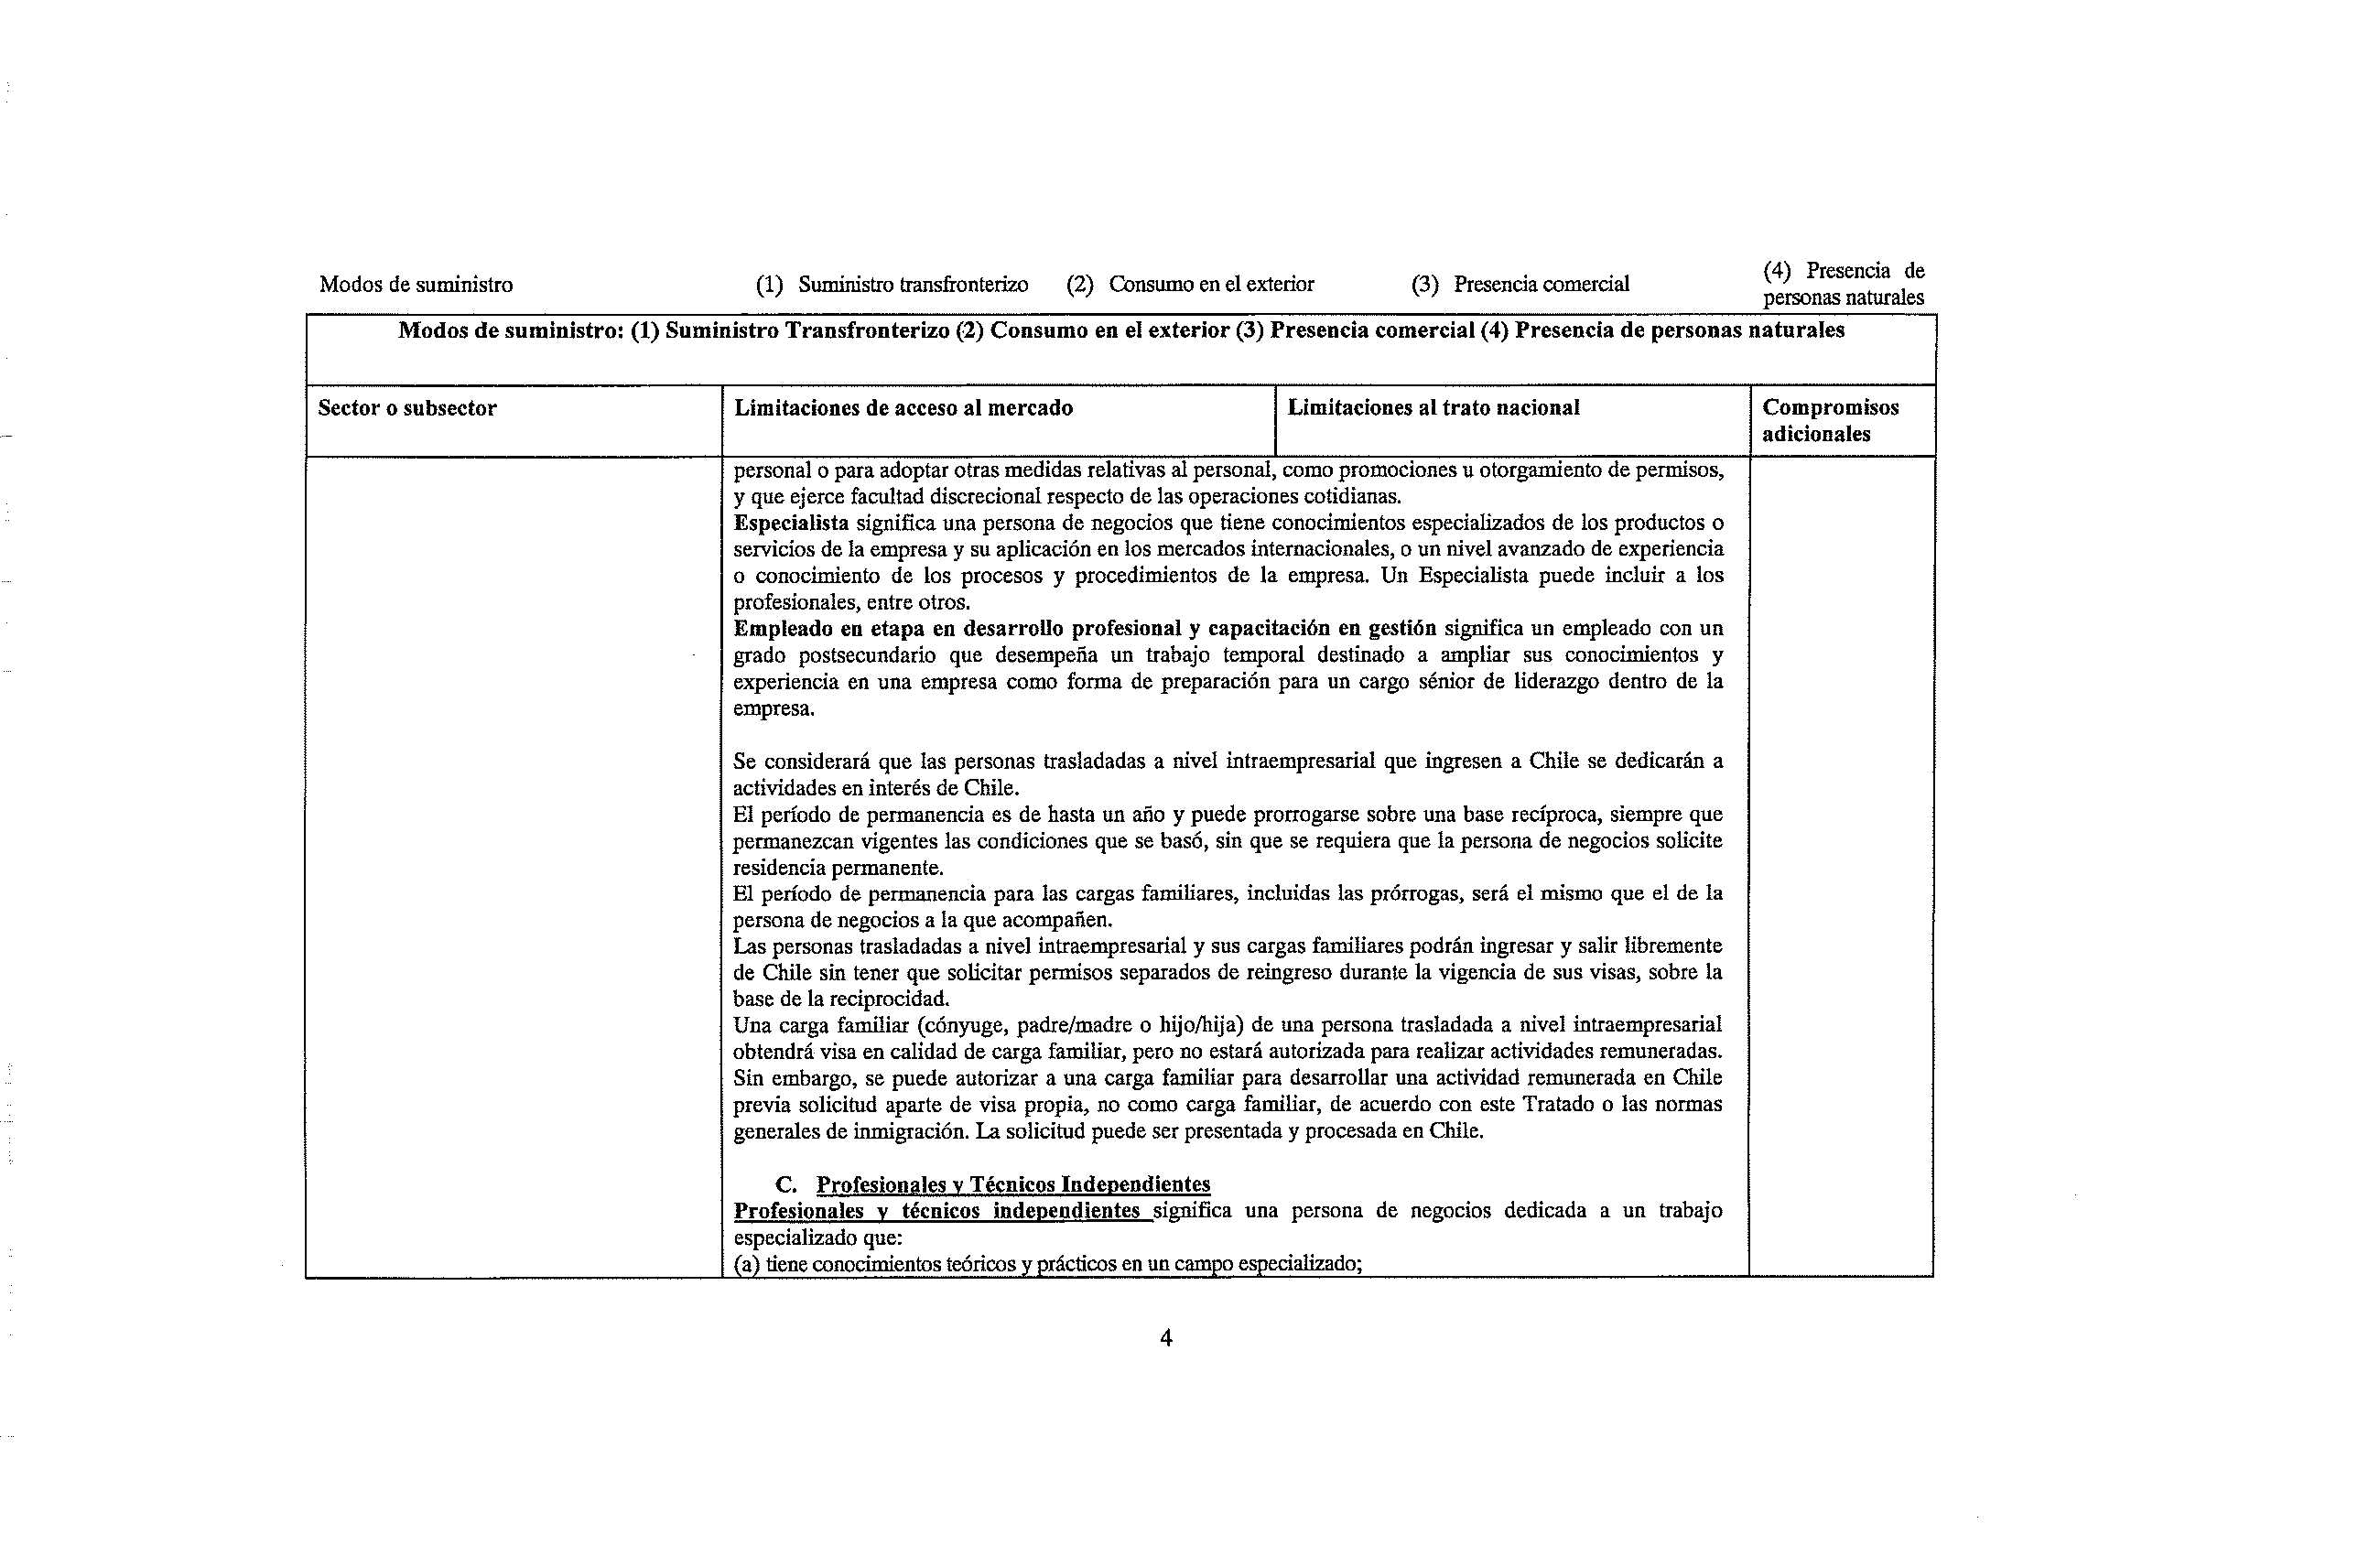 Modos de suministro (1) Suministro transfronterizo (2) Consumo en el exterior (3) Presencia comercial (4) Presencia de
personas naturales
Modos de suministro: (1) Suministro Transfronterizo (2) Consumo en el exterior (3) Presencia comercial (4) Presencia de personas naturales
Sector o subsector Limitaciones de acceso al mercado Limitaciones al trato nacional Compromisos
adicionales
personal o para adoptar otras medidas relativas al personal, como promociones u otorgamiento de permisos,
y que ejerce facultad discrecional respecto de las operaciones cotidianas.
Especialista significa una persona de negocios que tiene conocimientos especializados de los productos o
servicios de la empresa y su aplicación en los mercados internacionales, o un nivel avanzado de experiencia
o conocimiento de los procesos y procedimientos de la empresa. Un Especialista puede incluir a los
profesionales, entre otros.
Empleado en etapa en desarrollo profesional y capacitación en gestión significa un empleado con un
grado postsecundario que desempeña un trabajo temporal destinado a ampliar sus conocimientos y
experiencia en una empresa como forma de preparación para un cargo sénior de liderazgo dentro de la
empresa.
Se considerará que las personas trasladadas a nivel intraempresarial que ingresen a Chile se dedicarán a
actividades en interés de Chile.
El período de permanencia es de hasta un año y puede prorrogarse sobre una base recíproca, siempre que
permanezcan vigentes las condiciones que se basó, sin que se requiera que la persona de negocios solicite
residencia permanente.
El período de permanencia para las cargas familiares, incluidas las prórrogas, será el mismo que el de la
persona de negocios a la que acompañen.
Las personas trasladadas a nivel intraempresarial y sus cargas familiares podrán ingresar y salir libremente
de Chile sin tener que solicitar permisos separados de reingreso durante la vigencia de sus visas, sobre la
base de la reciprocidad.
Una carga familiar (cónyuge, padre/madre o hijo/hija) de una persona trasladada a nivel intraempresarial
obtendrá visa en calidad de carga familiar, pero no estará autorizada para realizar actividades remuneradas.
Sin embargo, se puede autorizar a una carga familiar para desarrollar una actividad remunerada en Chile
previa solicitud aparte de visa propia, no como carga familiar, de acuerdo con este Tratado o las normas
generales de inmigración. La solicitud puede ser presentada y procesada en Chile.
C. Profesionales y Técnicos Independientes
Profesionales y técnicos independientes significa una persona de negocios dedicada a un trabajo
especializado que:
(a) tiene conocimientos teóricos y prácticos en un campo especializado;
4